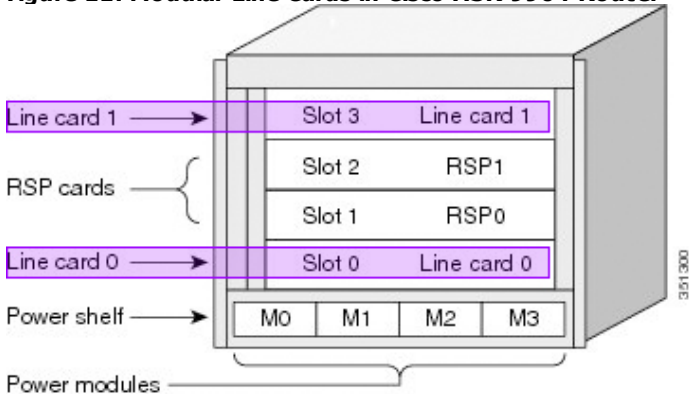 Line card 1 Slot 3 Line card 1
Slot 2 RSP1
RSP cards
Slot 1 RSP0
Line card 0 Slot 0 Line card 0
Power shelf M0 M1 M2 M3
Power modules
351300